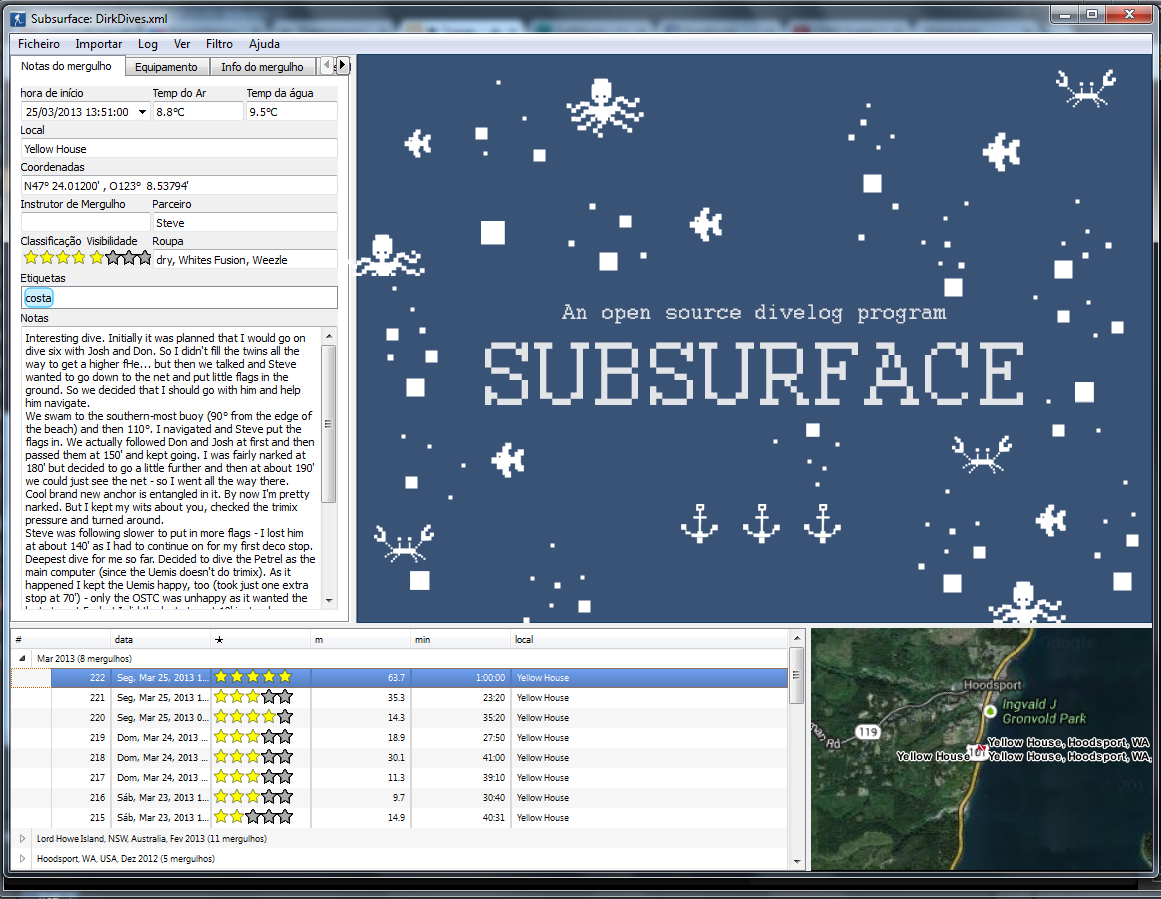 Subsurface: DirkDives.xml
Ficheiro Importar Log Ver Filtro Ajuda
Notas do mergulho Equipamento Info do mergulho
hora de início Temp do Ar Temp da água
25/03/2013 13:51:00 8.8°C 9.5°C
Local
Yellow House
Coordenadas
N47° 24.01200' , O123° 8.53794'
Instrutor de Mergulho Parceiro
Steve
Classificação Visibilidade Roupa
dry, Whites Fusion, Weezle
Etiquetas
costa
Notas
Interesting dive. Initially it was planned that I would go on
dive six with Josh and Don. So I didn't fill the twins all the
way to get a higher fHe... but then we talked and Steve
wanted to go down to the net and put little flags in the
ground. So we decided that I should go with him and help
him navigate.
We swam to the southern-most buoy (90° from the edge of
the beach) and then 110°. I navigated and Steve put the
flags in. We actually followed Don and Josh at first and then
passed them at 150' and kept going. I was fairly narked at
180' but decided to go a little further and then at about 190'
we could just see the net - so I went all the way there.
Cool brand new anchor is entangled in it. By now I'm pretty
narked. But I kept my wits about you, checked the trimix
pressure and turned around.
Steve was following slower to put in more flags - I lost him
at about 140' as I had to continue on for my first deco stop.
Deepest dive for me so far. Decided to dive the Petrel as the
main computer (since the Uemis doesn't do trimix). As it
happened I kept the Uemis happy, too (took just one extra
stop at 70') - only the OSTC was unhappy as it wanted the
An open source divelog program
SUBSURFACE
# data ★ m min local
Mar 2013 (8 mergulhos)
222 Seg, Mar 25, 2013 1... 63.7 1:00:00 Yellow House
221 Seg, Mar 25, 2013 1... 35.3 23:20 Yellow House
220 Seg, Mar 25, 2013 0... 14.3 35:20 Yellow House
219 Dom, Mar 24, 2013 ... 18.9 27:50 Yellow House
218 Dom, Mar 24, 2013 ... 30.1 41:00 Yellow House
217 Dom, Mar 24, 2013 ... 11.3 39:10 Yellow House
216 Sáb, Mar 23, 2013 1... 9.7 30:40 Yellow House
215 Sáb, Mar 23, 2013 1... 14.9 40:31 Yellow House
Lord Howe Island, NSW, Australia, Fev 2013 (11 mergulhos)
Hoodsport, WA, USA, Dez 2012 (5 mergulhos)
Google
Hoodsport
Ingvald J
Gronvold Park
119
man Rd
Yellow House, Hoodsport, WA
Yellow House 101 Yellow House, Hoodsport, WA,